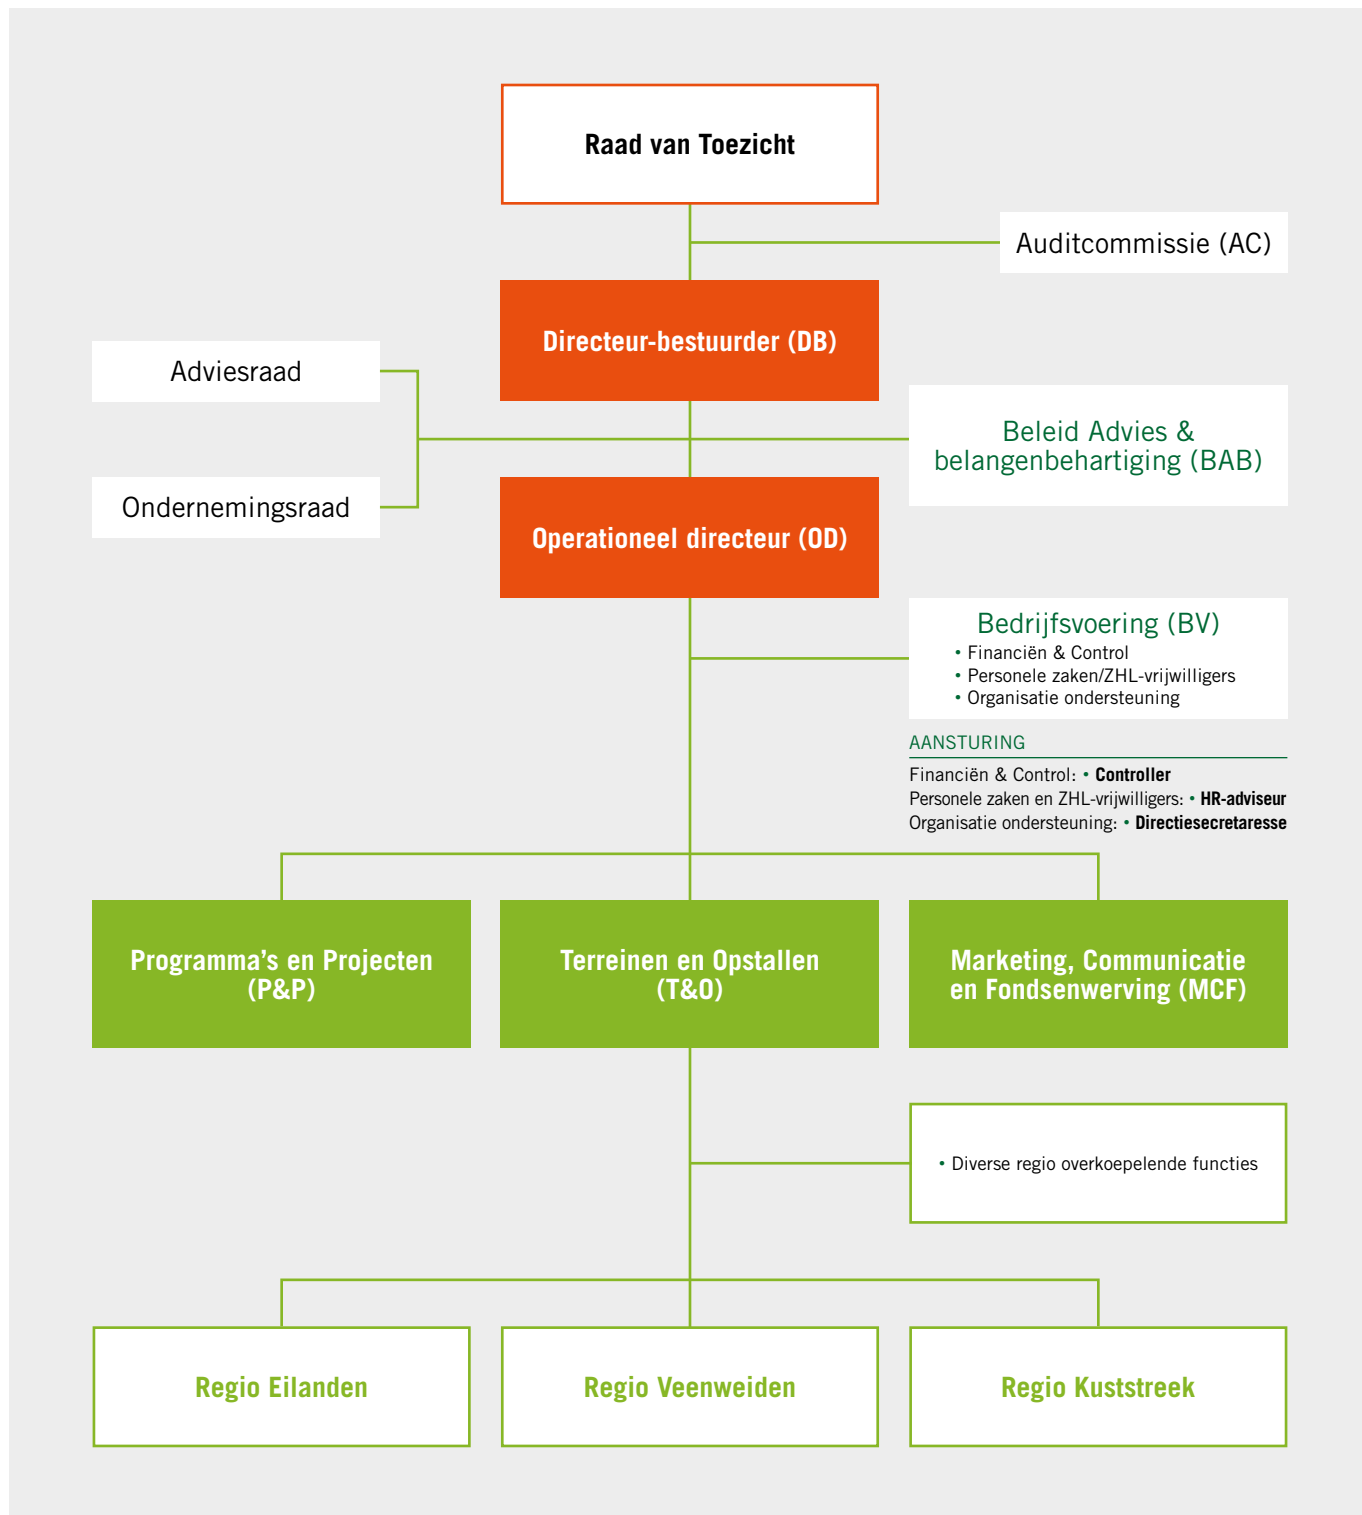 Raad van Toezicht
Auditcommissie (AC)
Directeur-bestuurder (DB)
Adviesraad
Beleid Advies &
belangenbehartiging (BAB)
Ondernemingsraad
Operationeel directeur (OD)
Bedrijfsvoering (BV)
• Financiën & Control
• Personele zaken/ZHL-vrijwilligers
• Organisatie ondersteuning
AANSTURING
Financiën & Control: • Controller
Personele zaken en ZHL-vrijwilligers: • HR-adviseur
Organisatie ondersteuning: • Directiesecretaresse
Programma's en Projecten
(P&P)
Terreinen en Opstallen
(T&O)
Marketing, Communicatie
en Fondsenwerving (MCF)
• Diverse regio overkoepelende functies
Regio Eilanden
Regio Veenweiden
Regio Kuststreek